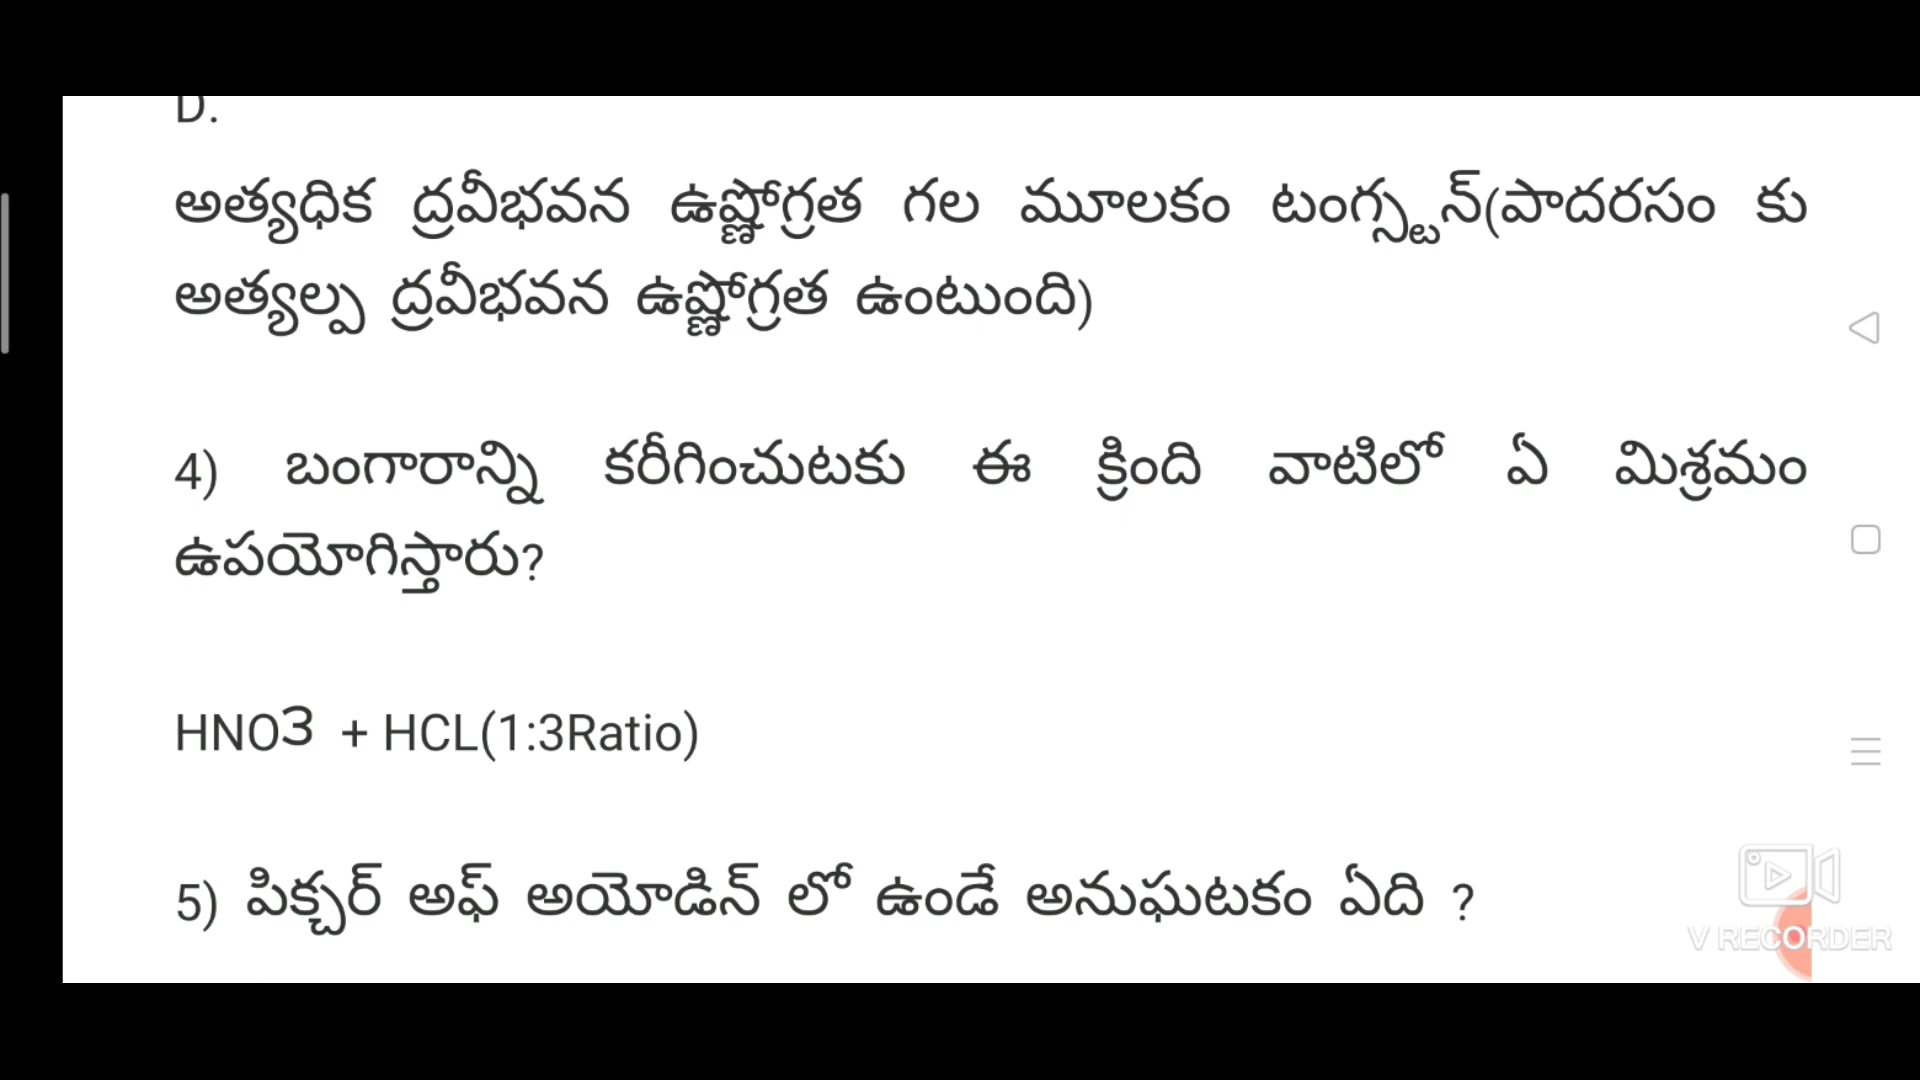 D.
అత్యధిక ద్రవీభవన ఉష్ణోగ్రత గల మూలకం టంగ్స్టన్(పాదరసం కు
అత్యల్ప ద్రవీభవన ఉష్ణోగ్రత ఉంటుంది)
4) బంగారాన్ని కరీగించుటకు ఈ క్రింది వాటిలో ఏ మిశ్రమం
ఉపయోగిస్తారు?
HNO3 + HCL(1:3Ratio)
5) పిక్చర్ అఫ్ అయోడిన్ లో ఉండే అనుఘటకం ఏది ?
V RECORDER